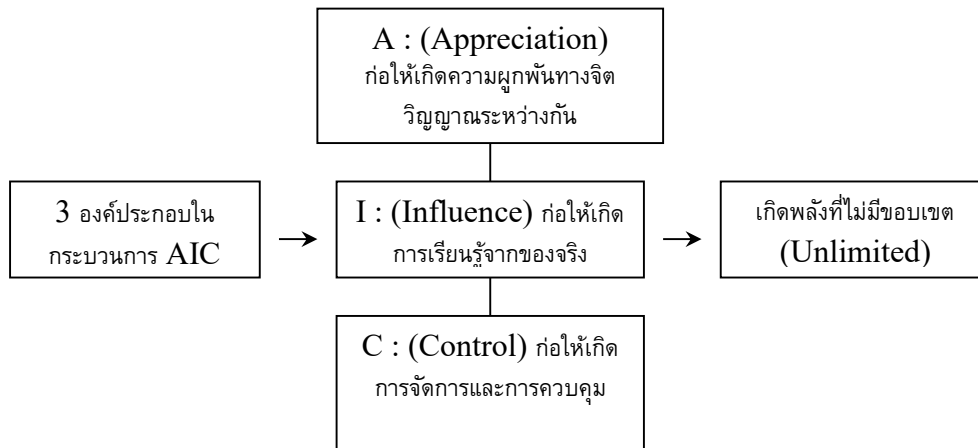 A : (Appreciation)
ก่อให้เกิดความผูกพันทางจิต
วิญญาณระหว่างกัน
3 องค์ประกอบใน
กระบวนการ AIC
I : (Influence) ก่อให้เกิด
การเรียนรู้จากของจริง
เกิดพลังที่ไม่มีขอบเขต
(Unlimited)
C : (Control) ก่อให้เกิด
การจัดการและการควบคุม